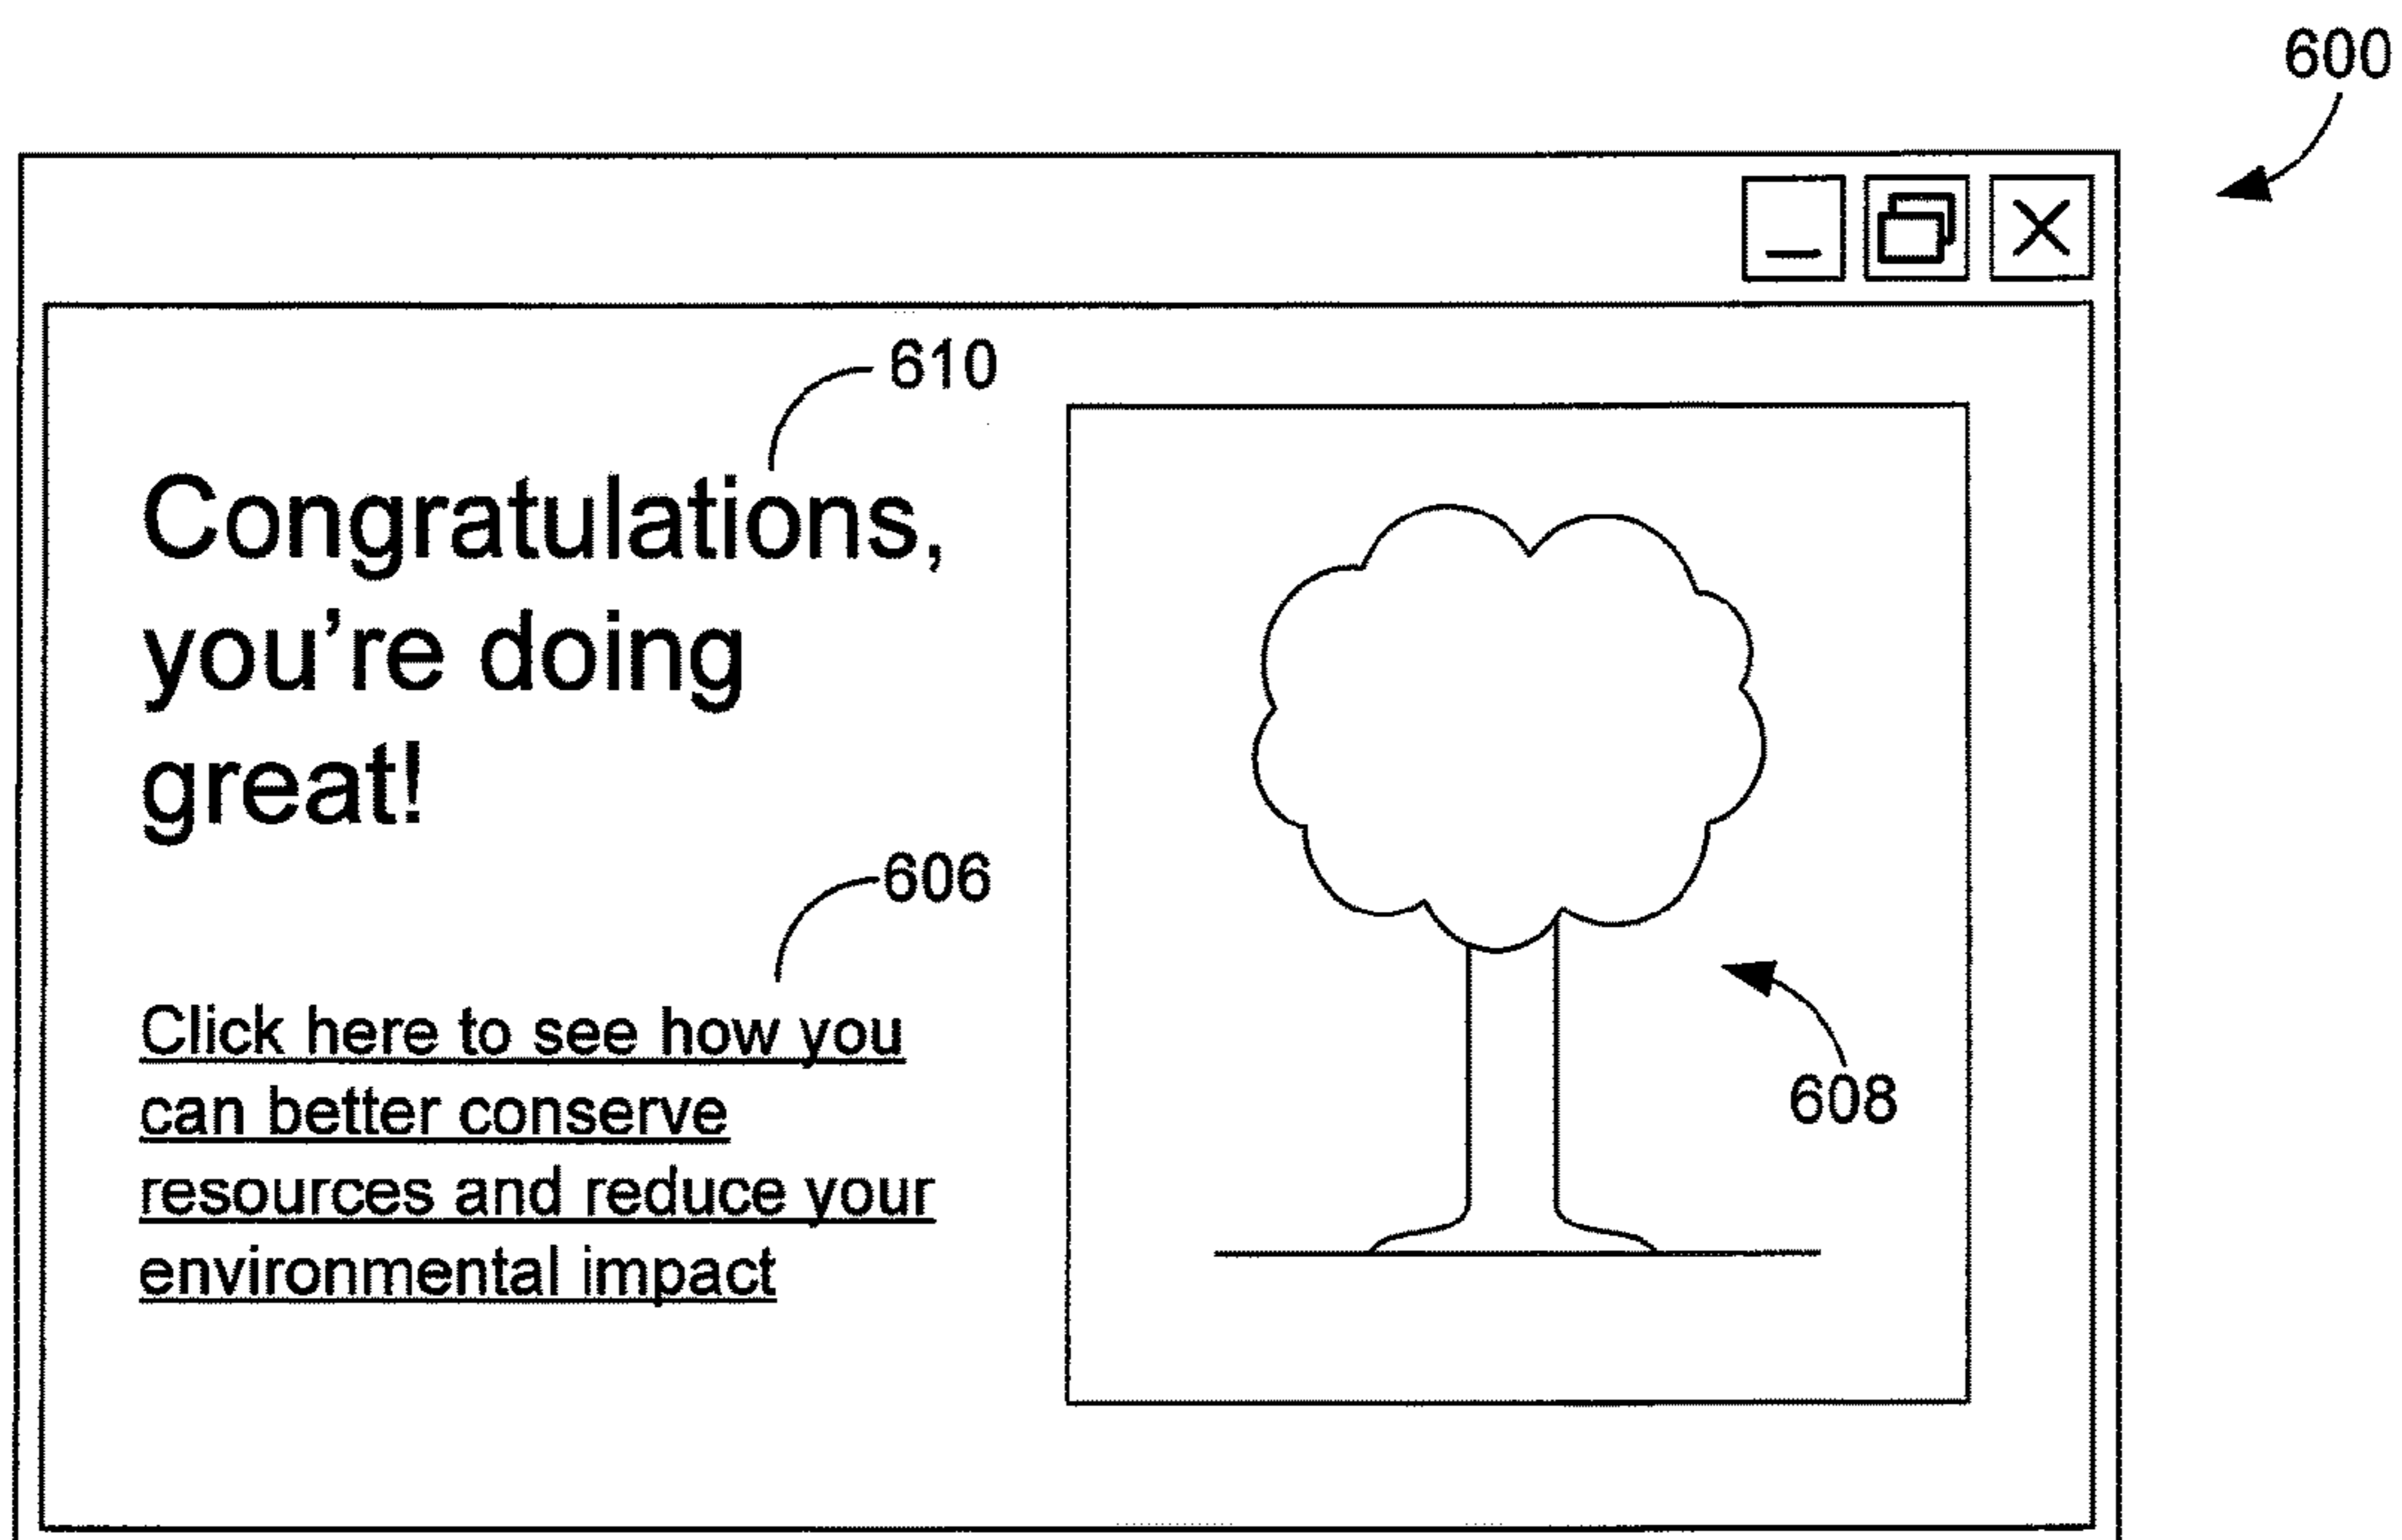 600
610
Congratulations,
you're doing
great!
606
Click here to see how you
can better conserve
resources and reduce your
environmental impact
608